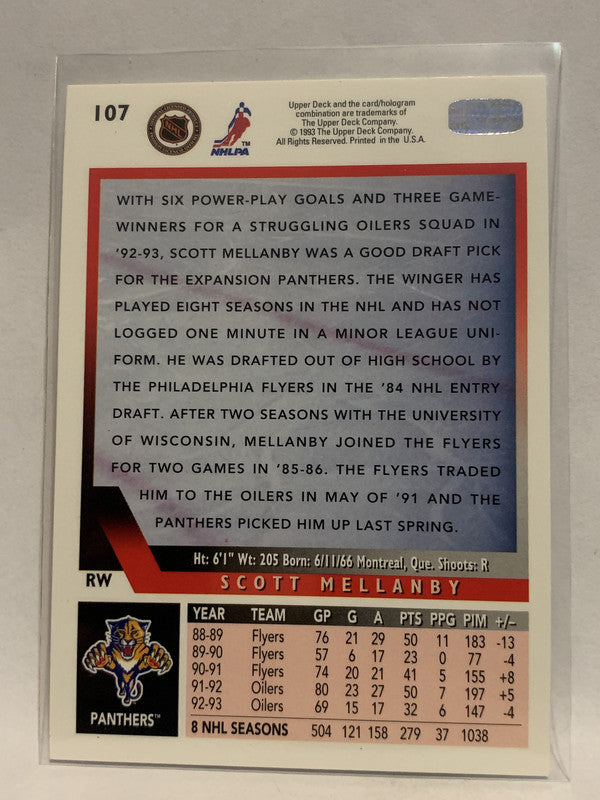 107
NHL
NHLPA™
Upper Deck and the card/hologram
combination are trademarks of
The Upper Deck Company.
© 1993 The Upper Deck Company.
All Rights Reserved. Printed in the U.S.A.
WITH SIX POWER-PLAY GOALS AND THREE GAME-
WINNERS FOR A STRUGGLING OILERS SQUAD IN
'92-93, SCOTT MELLANBY WAS A GOOD DRAFT PICK
FOR THE EXPANSION PANTHERS. THE WINGER HAS
PLAYED EIGHT SEASONS IN THE NHL AND HAS NOT
LOGGED ONE MINUTE IN A MINOR LEAGUE UNI-
FORM. HE WAS DRAFTED OUT OF HIGH SCHOOL BY
THE PHILADELPHIA FLYERS IN THE '84 NHL ENTRY
DRAFT. AFTER TWO SEASONS WITH THE UNIVERSITY
OF WISCONSIN, MELLANBY JOINED THE FLYERS
FOR TWO GAMES IN '85-86. THE FLYERS TRADED
HIM TO THE OILERS IN MAY OF '91 AND THE
PANTHERS PICKED HIM UP LAST SPRING.
Ht: 6'1" Wt: 205 Born: 6/11/66 Montreal, Que. Shoots: R
RW
SCOTT MELLANBY
YEAR TEAM GP G A PTS PPG PIM +/–
88-89 Flyers 76 21 29 50 11 183 -13
89-90 Flyers 57 6 17 23 0 77 -4
90-91 Flyers 74 20 21 41 5 155 +8
91-92 Oilers 80 23 27 50 7 197 +5
92-93 Oilers 69 15 17 32 6 147 -4
8 NHL SEASONS 504 121 158 279 37 1038
PANTHERS™